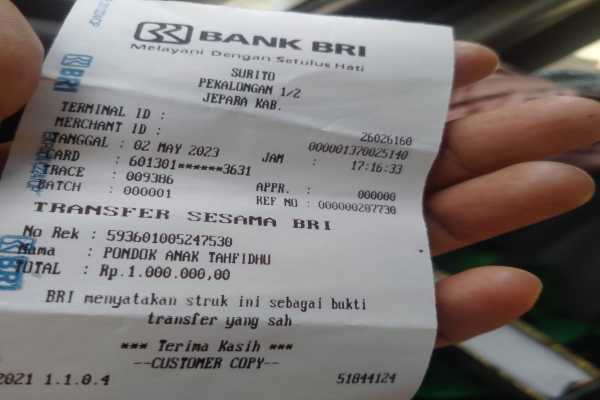 BANK BRI
Melayani Dengan Setulus Hati
SURITO
PEKALONGAN 1/2
JEPARA KAB.
TERMINAL ID : 26026160
MERCHANT ID : 000001370025140
TANGGAL : 02 MAY 2023 JAM : 17:16:33
CARD : 601301******3631
TRACE : 009386 APPR. : 000000
BATCH : 000001 REF NO : 000000287730
TRANSFER SESAMA BRI
No Rek : 593601005247530
Nama : PONDOK ANAK TAHFIDHU
TOTAL : Rp.1.000.000,00
BRI menyatakan struk ini sebagai bukti
transfer yang sah
*** Terima Kasih ***
--CUSTOMER COPY--
2021 1.1.0.4 51844124
BRI
BRI